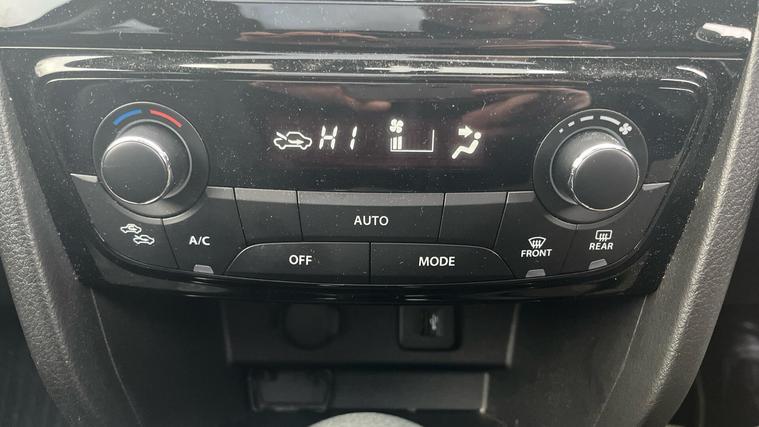 HI
AUTO
A/C
OFF
MODE
FRONT
REAR